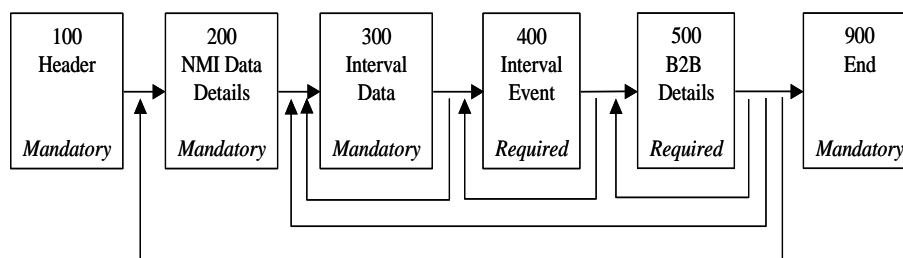 100
Header
Mandatory
200
NMI Data
Details
Mandatory
300
Interval
Data
Mandatory
400
Interval
Event
Required
500
B2B
Details
Required
900
End
Mandatory